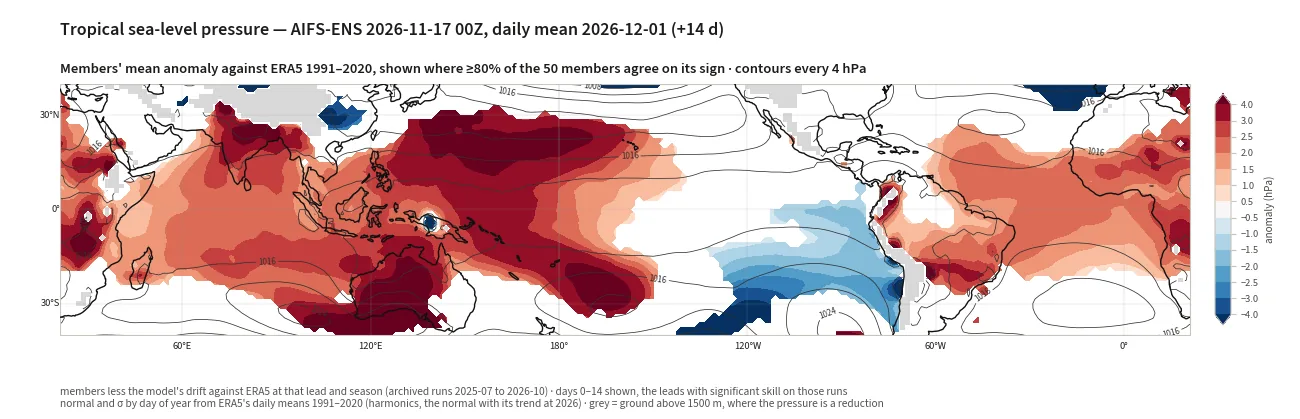 Tropical sea-level pressure — AIFS-ENS 2026-11-17 00Z, daily mean 2026-12-01 (+14 d)
Members' mean anomaly against ERA5 1991–2020, shown where ≥80% of the 50 members agree on its sign · contours every 4 hPa
1016
1008
1016
1016
1016
1016
1016
1016
1024
1016
30°N
0°
30°S
60°E
120°E
180°
120°W
60°W
0°
4.0
3.0
2.5
2.0
1.5
1.0
0.5
−0.5
−1.0
−1.5
−2.0
−2.5
−3.0
−4.0
anomaly (hPa)
members less the model's drift against ERA5 at that lead and season (archived runs 2025-07 to 2026-10) · days 0–14 shown, the leads with significant skill on those runs
normal and σ by day of year from ERA5's daily means 1991–2020 (harmonics, the normal with its trend at 2026) · grey = ground above 1500 m, where the pressure is a reduction